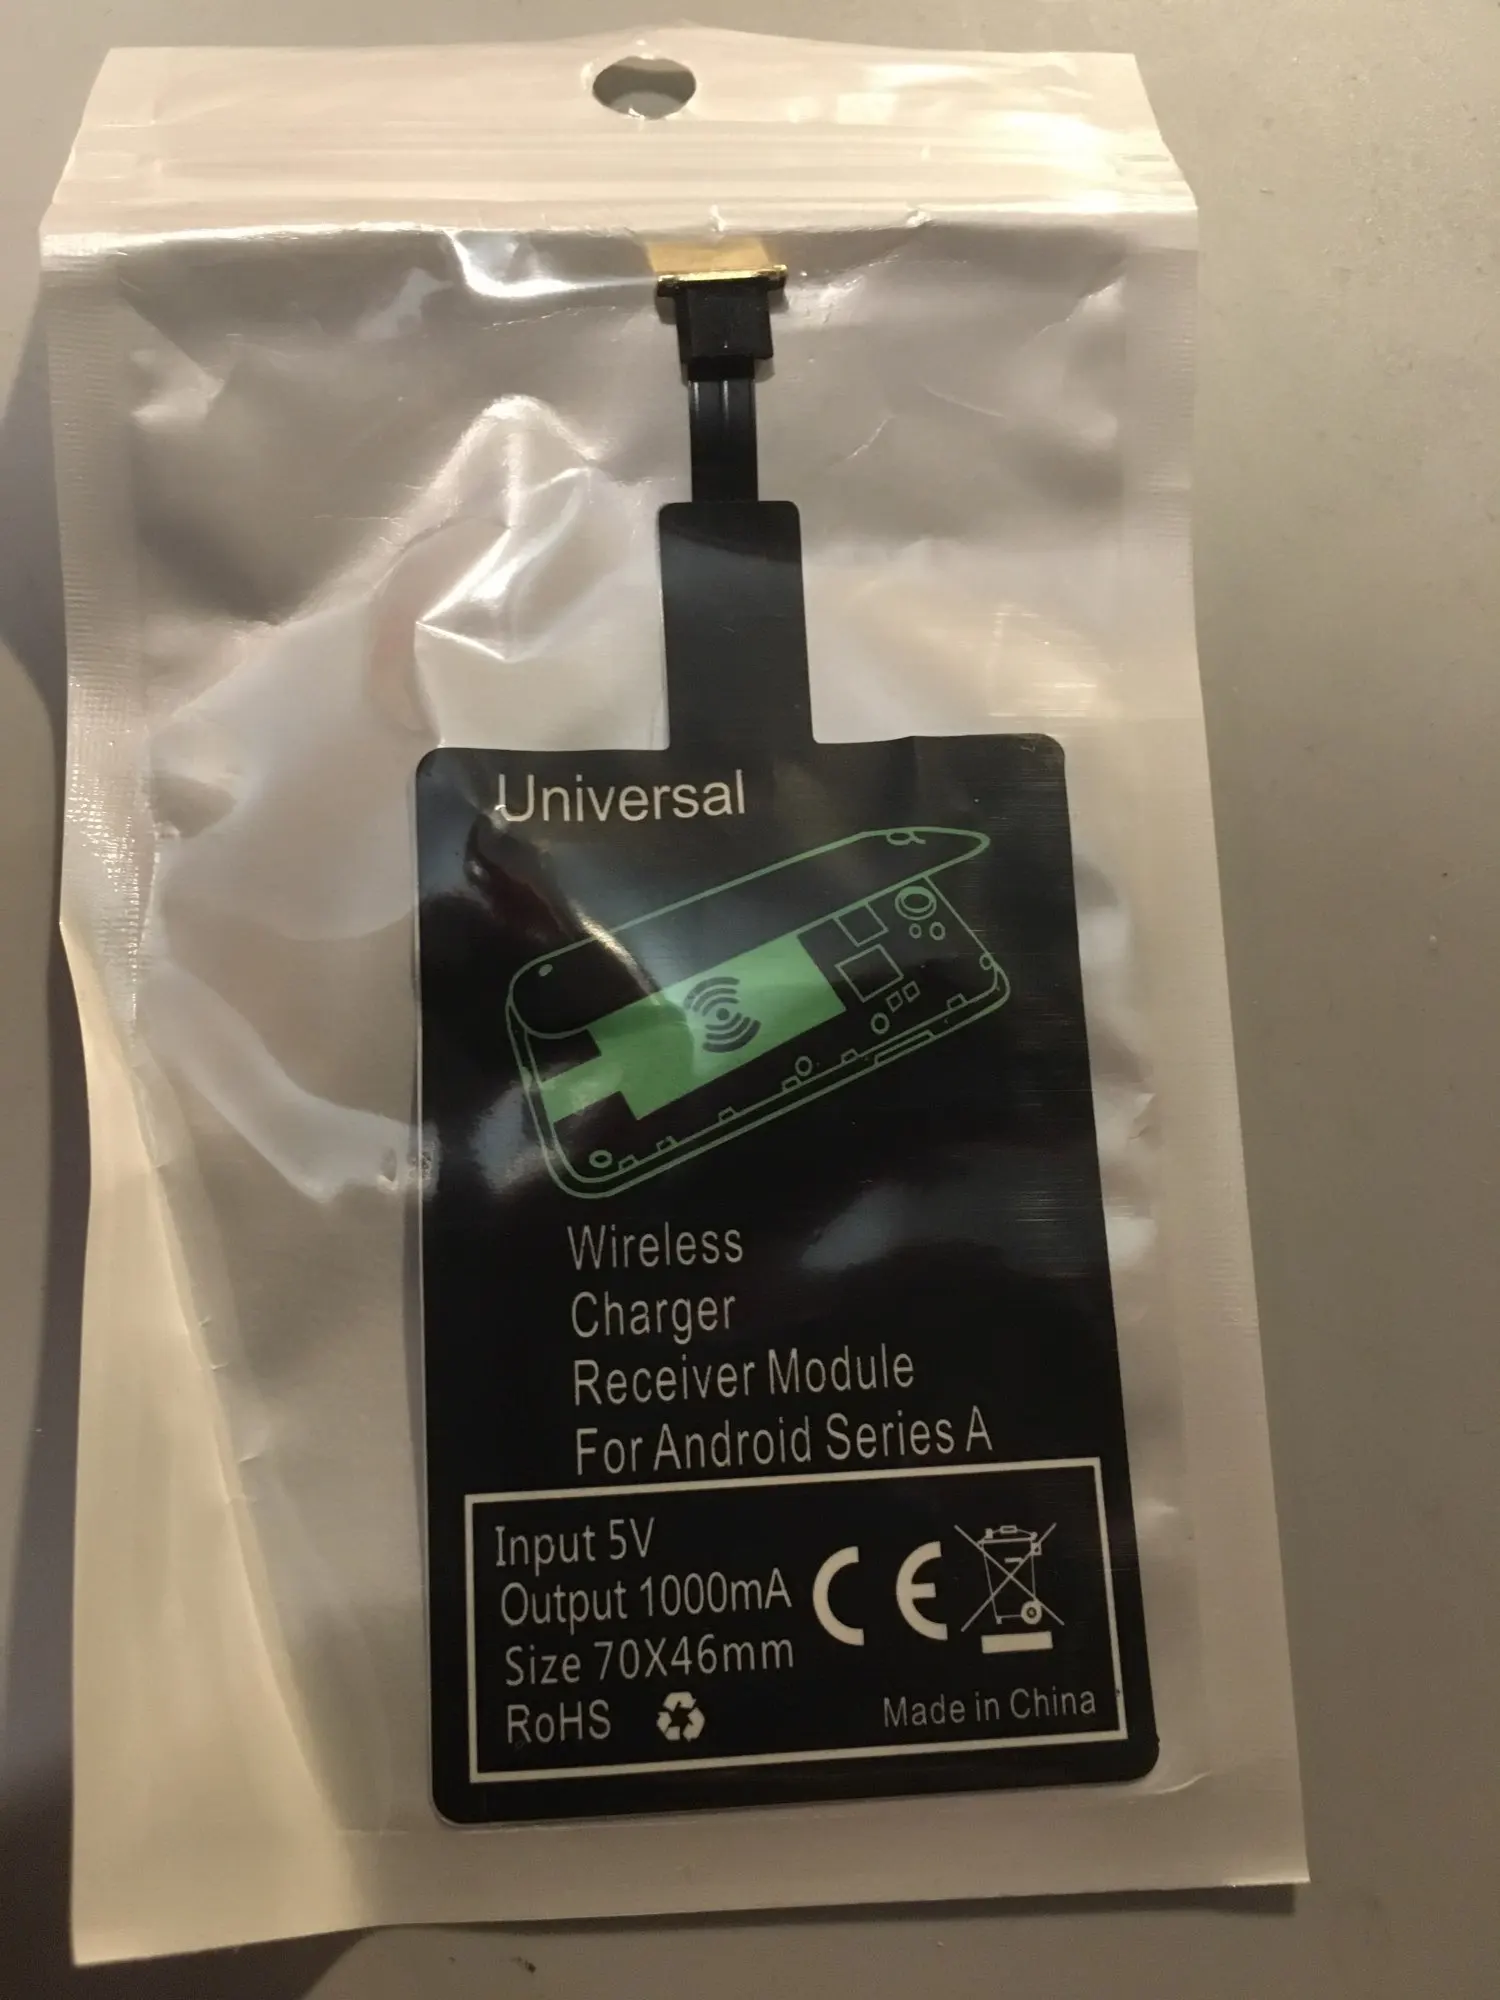 Universal
Wireless
Charger
Receiver Module
For Android Series A
Input 5V
Output 1000mA
Size 70X46mm
RoHS
CE
Made in China